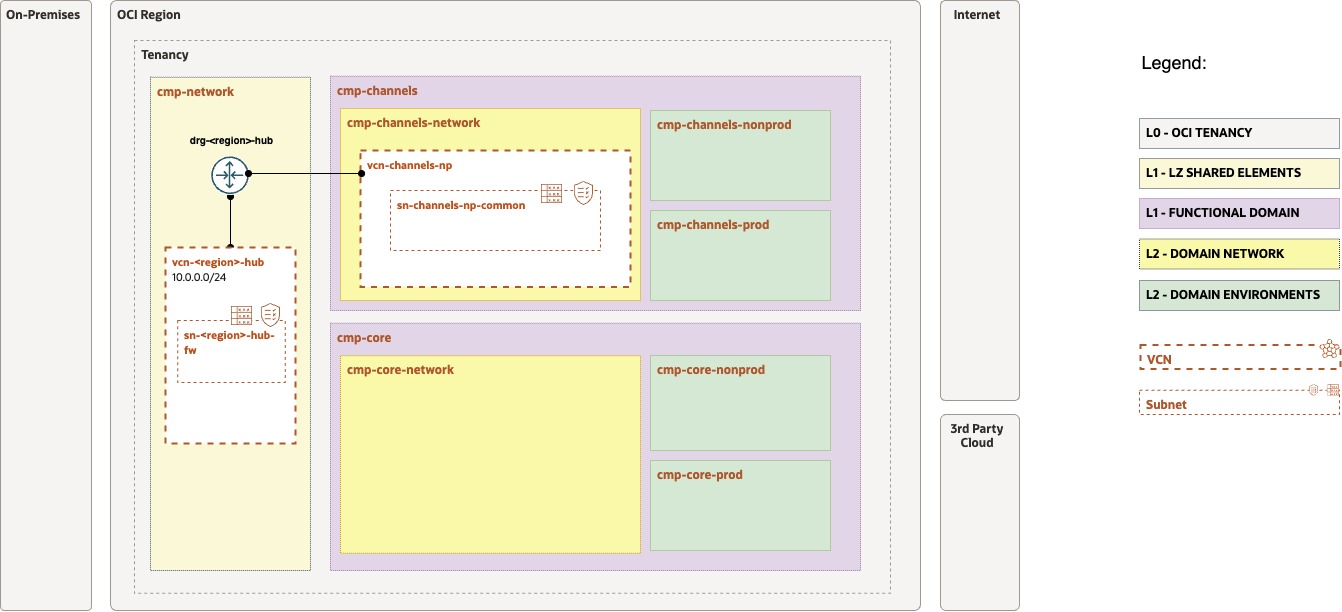 On-Premises
OCI Region
Tenancy
cmp-network
drg-<region>-hub
vcn-<region>-hub
10.0.0.0/24
sn-<region>-hub-
fw
cmp-channels
cmp-channels-network
vcn-channels-np
sn-channels-np-common
cmp-channels-nonprod
cmp-channels-prod
cmp-core
cmp-core-network
cmp-core-nonprod
cmp-core-prod
Internet
3rd Party
Cloud
Legend:
L0 - OCI TENANCY
L1 - LZ SHARED ELEMENTS
L1 - FUNCTIONAL DOMAIN
L2 - DOMAIN NETWORK
L2 - DOMAIN ENVIRONMENTS
VCN
Subnet